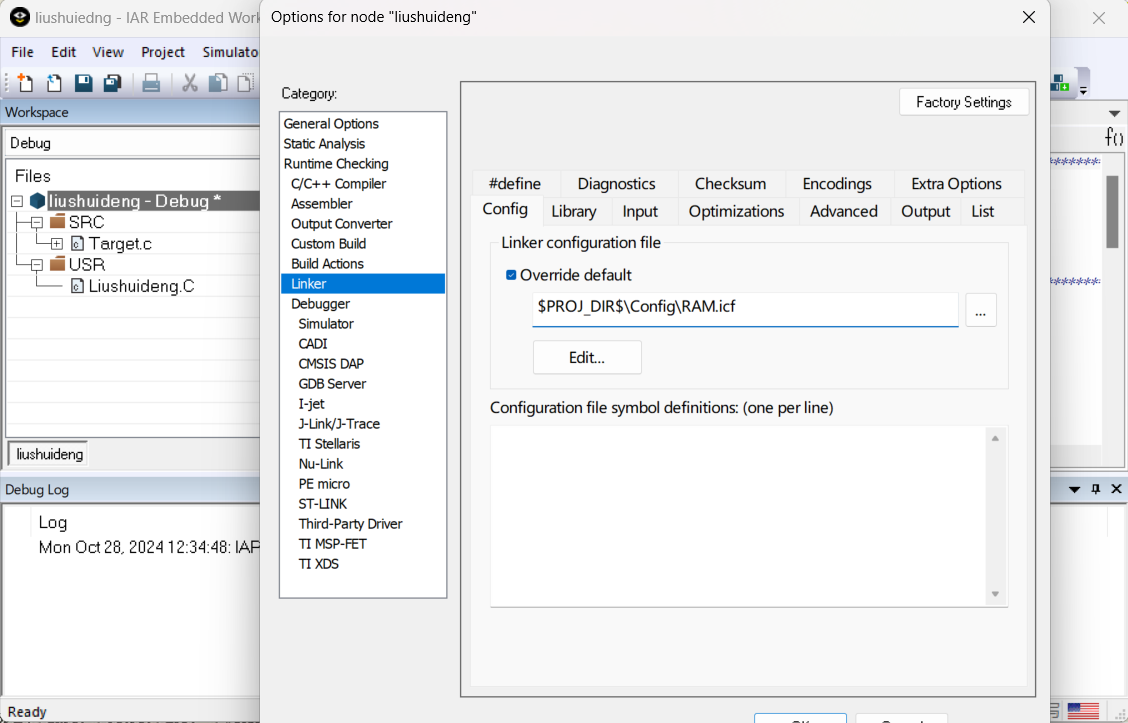 liushuiedng - IAR Embedded Wor
Options for node "liushuideng"
File Edit View Project Simulato
Workspace
Debug
Files
liushuideng - Debug *
SRC
Target.c
USR
Liushuideng.C
liushuideng
Debug Log
Log
Mon Oct 28, 2024 12:34:48: IAR
Ready
Category:
General Options
Static Analysis
Runtime Checking
C/C++ Compiler
Assembler
Output Converter
Custom Build
Build Actions
Linker
Debugger
Simulator
CADI
CMSIS DAP
GDB Server
I-jet
J-Link/J-Trace
TI Stellaris
Nu-Link
PE micro
ST-LINK
Third-Party Driver
TI MSP-FET
TI XDS
Factory Settings
#define Diagnostics Checksum Encodings Extra Options
Config Library Input Optimizations Advanced Output List
Linker configuration file
Override default
$PROJ_DIR$\Config\RAM.icf
...
Edit...
Configuration file symbol definitions: (one per line)
f()
*******
*******